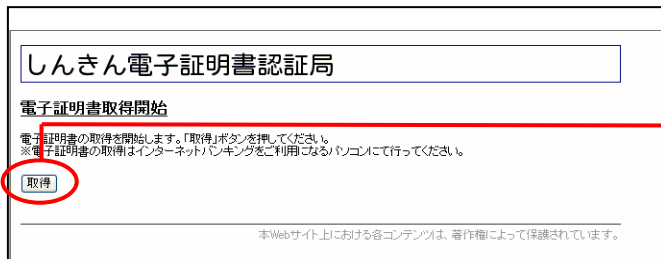 しんきん電子証明書認証局
電子証明書取得開始
電子証明書の取得を開始します。「取得」ボタンを押してください。
※電子証明書の取得はインターネットバンキングをご利用になるパソコンにて行ってください。
取得
本Webサイト上における各コンテンツは、著作権によって保護されています。